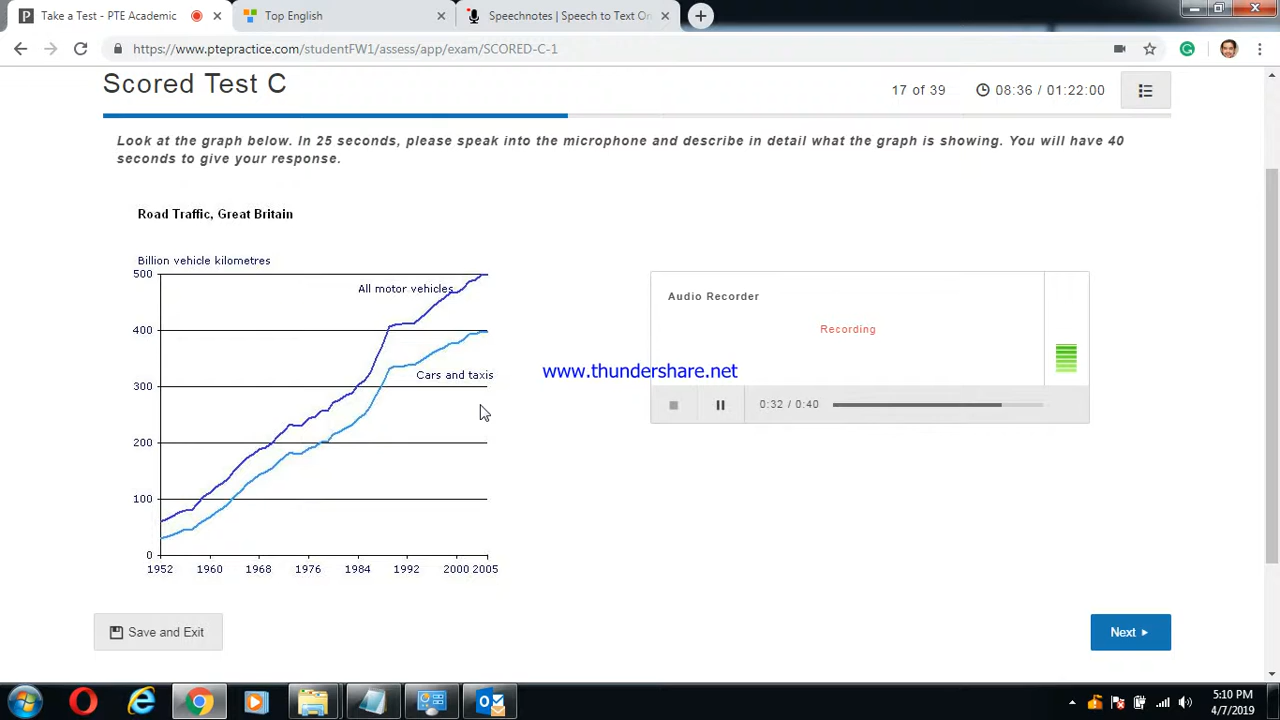 Take a Test - PTE Academic
Top English
Speechnotes | Speech to Text On
https://www.ptepractice.com/studentFW1/assess/app/exam/SCORED-C-1
Scored Test C
17 of 39
08:36 / 01:22:00
Look at the graph below. In 25 seconds, please speak into the microphone and describe in detail what the graph is showing. You will have 40
seconds to give your response.
Road Traffic, Great Britain
Billion vehicle kilometres
500
All motor vehicles
400
Cars and taxis
300
200
100
0
1952 1960 1968 1976 1984 1992 2000 2005
Audio Recorder
Recording
www.thundershare.net
0:32 / 0:40
Save and Exit
Next
5:10 PM
4/7/2019